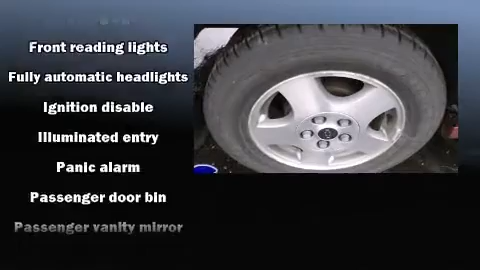 Front reading lights
Fully automatic headlights
Ignition disable
Illuminated entry
Panic alarm
Passenger door bin
Passenger vanity mirror